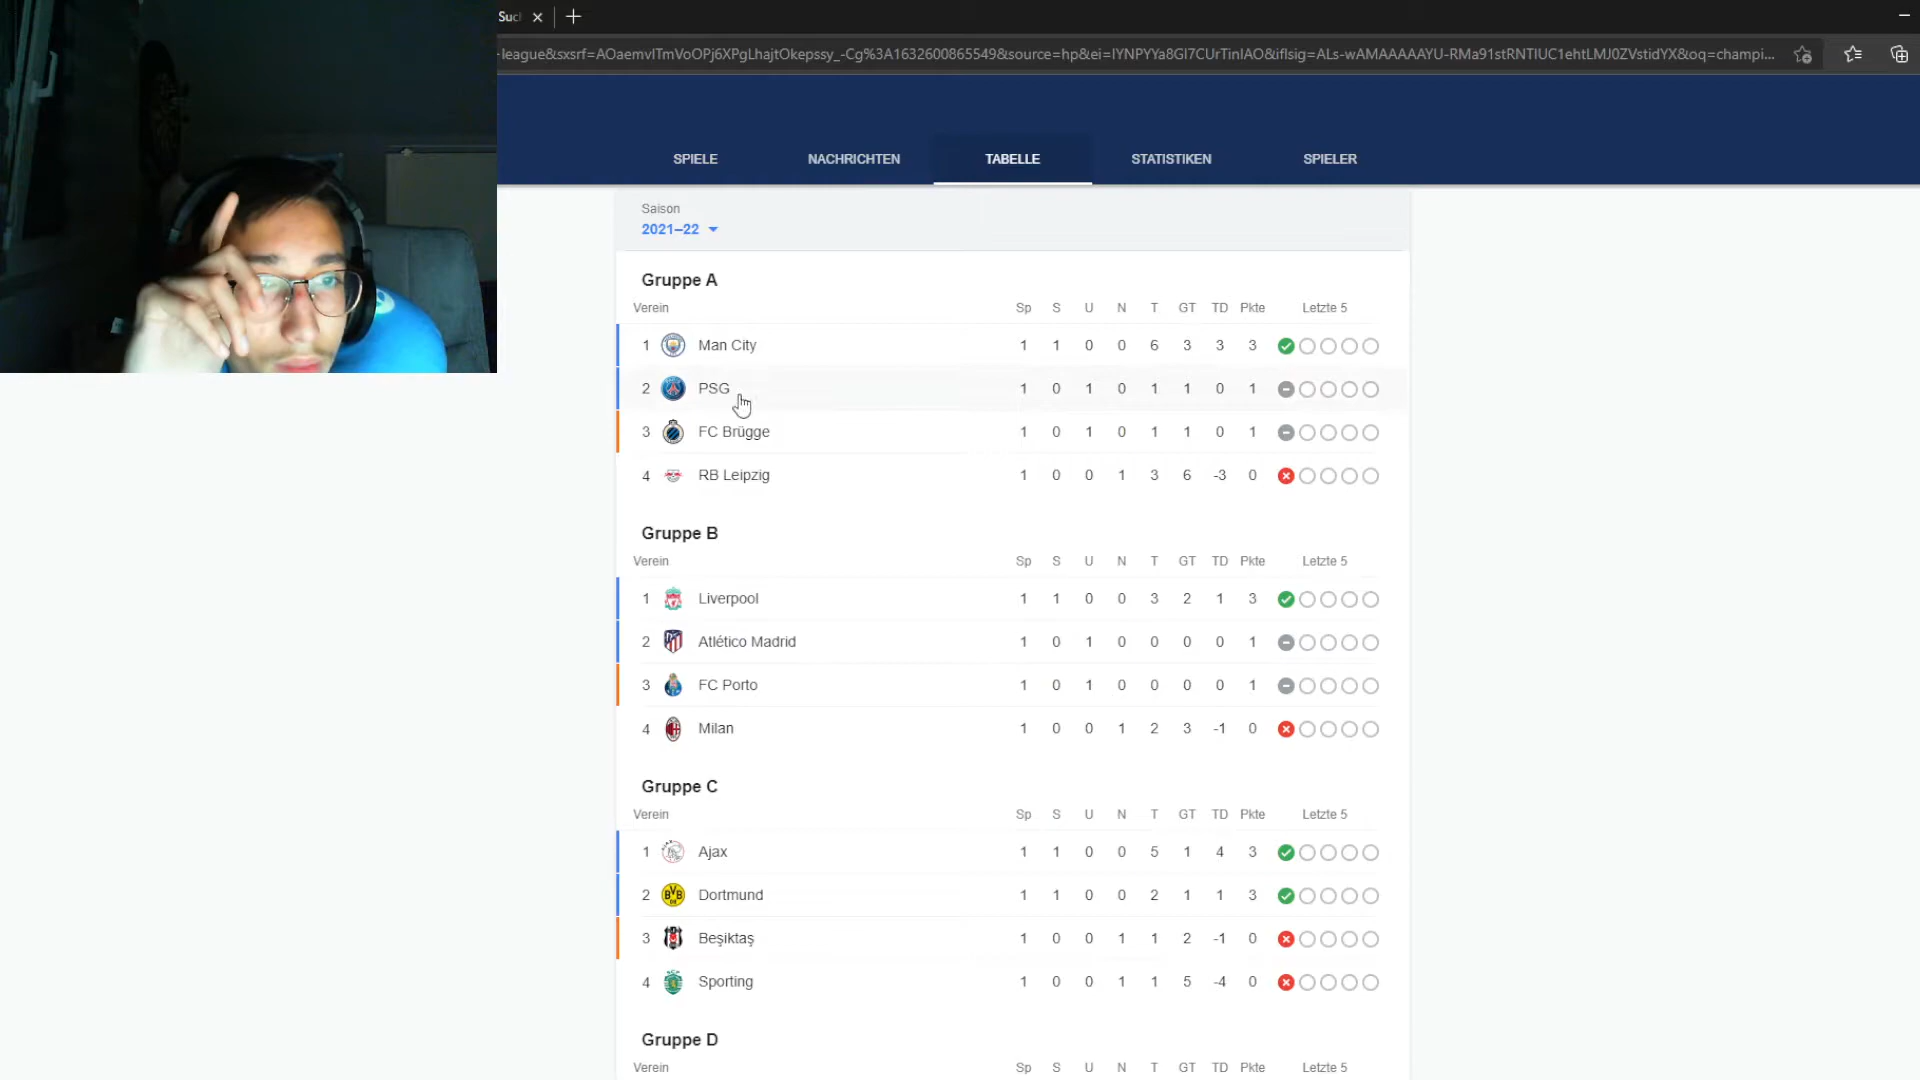 Suc
-league&sxsrf=AOaemvITmVoOPj6XPgLhajtOkepssy_-Cg%3A1632600865549&source=hp&ei=IYNPYYa8GI7CUrTinIAO&iflsig=ALs-wAMAAAAAYU-RMa91stRNTIUC1ehtLMJ0ZVstidYX&oq=champi...
SPIELE NACHRICHTEN TABELLE STATISTIKEN SPIELER
Saison
2021–22
Gruppe A
Verein Sp S U N T GT TD Pkte Letzte 5
1 Man City 1 1 0 0 6 3 3 3
2 PSG 1 0 1 0 1 1 0 1
3 FC Brügge 1 0 1 0 1 1 0 1
4 RB Leipzig 1 0 0 1 3 6 -3 0
Gruppe B
Verein Sp S U N T GT TD Pkte Letzte 5
1 Liverpool 1 1 0 0 3 2 1 3
2 Atlético Madrid 1 0 1 0 0 0 0 1
3 FC Porto 1 0 1 0 0 0 0 1
4 Milan 1 0 0 1 2 3 -1 0
Gruppe C
Verein Sp S U N T GT TD Pkte Letzte 5
1 Ajax 1 1 0 0 5 1 4 3
2 Dortmund 1 1 0 0 2 1 1 3
3 Beşiktaş 1 0 0 1 1 2 -1 0
4 Sporting 1 0 0 1 1 5 -4 0
Gruppe D
Verein Sp S U N T GT TD Pkte Letzte 5